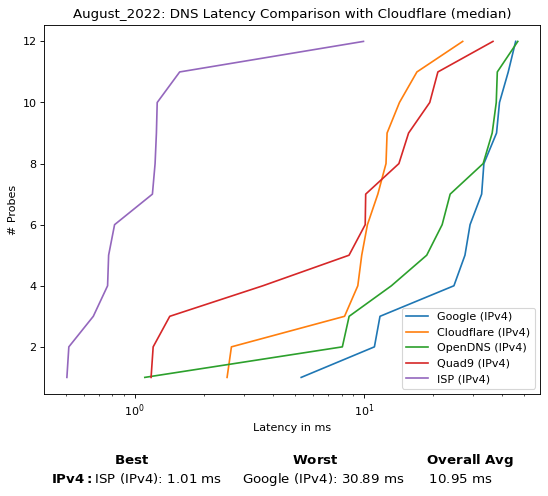 August_2022: DNS Latency Comparison with Cloudflare (median)
12
10
8
6
4
2
# Probes
Google (IPv4)
Cloudflare (IPv4)
OpenDNS (IPv4)
Quad9 (IPv4)
ISP (IPv4)
10⁰ 10¹
Latency in ms
Best Worst Overall Avg
IPv4: ISP (IPv4): 1.01 ms Google (IPv4): 30.89 ms 10.95 ms